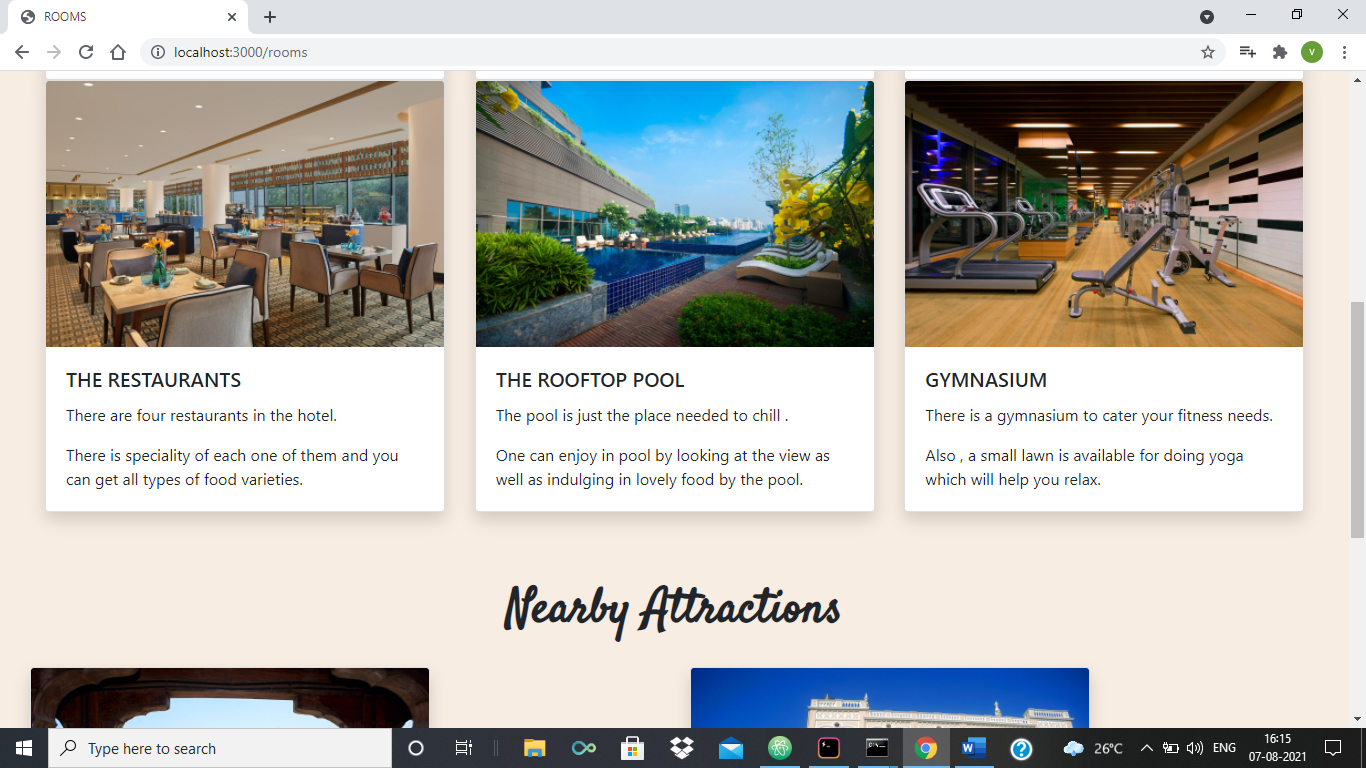 ROOMS
localhost:3000/rooms
V
THE RESTAURANTS
There are four restaurants in the hotel.
There is speciality of each one of them and you
can get all types of food varieties.
THE ROOFTOP POOL
The pool is just the place needed to chill .
One can enjoy in pool by looking at the view as
well as indulging in lovely food by the pool.
GYMNASIUM
There is a gymnasium to cater your fitness needs.
Also , a small lawn is available for doing yoga
which will help you relax.
Nearby Attractions
Type here to search
26°C
ENG
16:15
07-08-2021